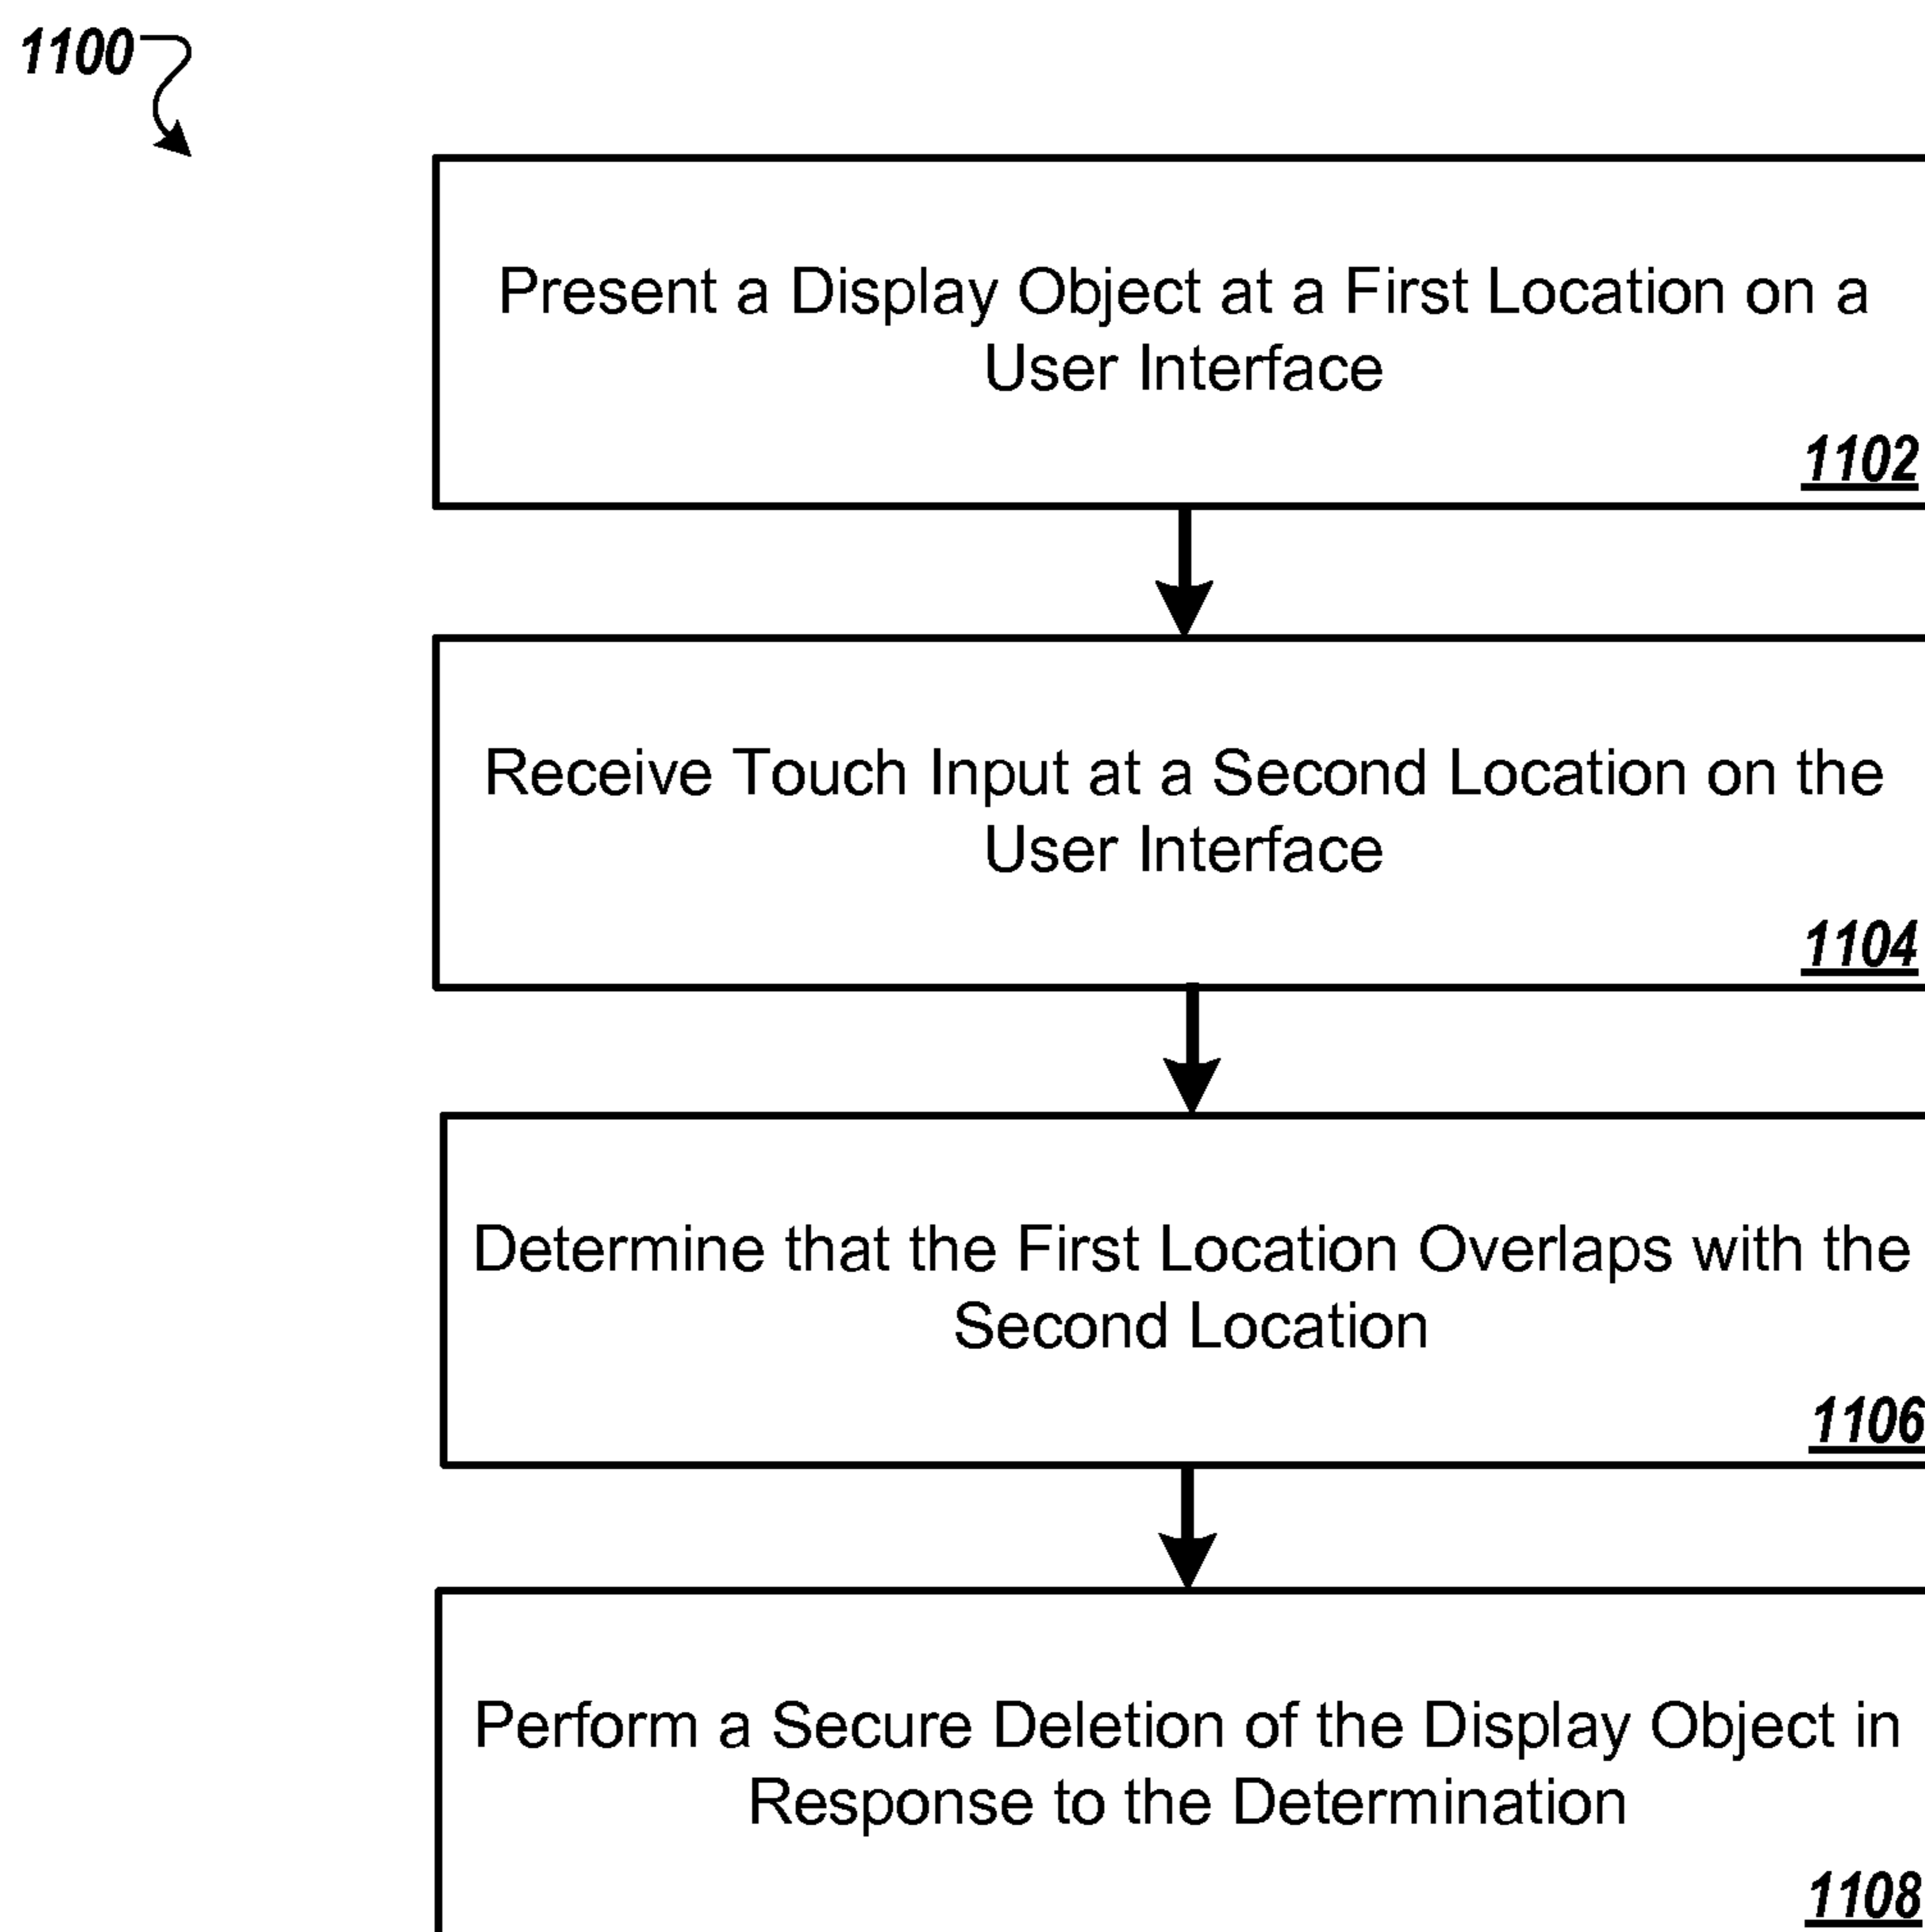 1100
Present a Display Object at a First Location on a
User Interface
1102
Receive Touch Input at a Second Location on the
User Interface
1104
Determine that the First Location Overlaps with the
Second Location
1106
Perform a Secure Deletion of the Display Object in
Response to the Determination
1108